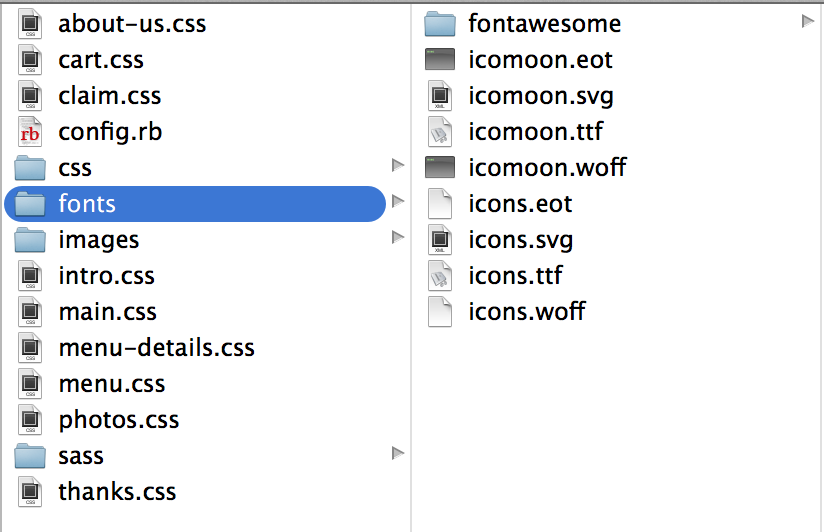 about-us.css
cart.css
claim.css
config.rb
css
fonts
images
intro.css
main.css
menu-details.css
menu.css
photos.css
sass
thanks.css
fontawesome
icomoon.eot
icomoon.svg
icomoon.ttf
icomoon.woff
icons.eot
icons.svg
icons.ttf
icons.woff